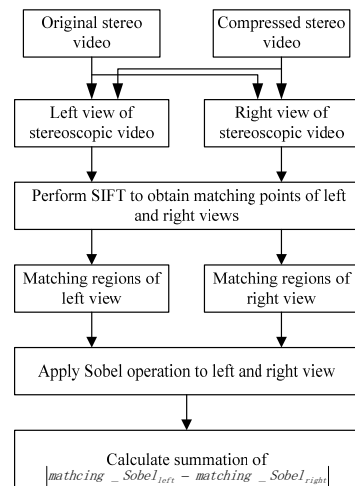 Original stereo
video
Compressed stereo
video
Left view of
stereoscopic video
Right view of
stereoscopic video
Perform SIFT to obtain matching points of left
and right views
Matching regions of
left view
Matching regions of
right view
Apply Sobel operation to left and right view
Calculate summation of
|mathcing _ Sobel_left − matching _ Sobel_right|